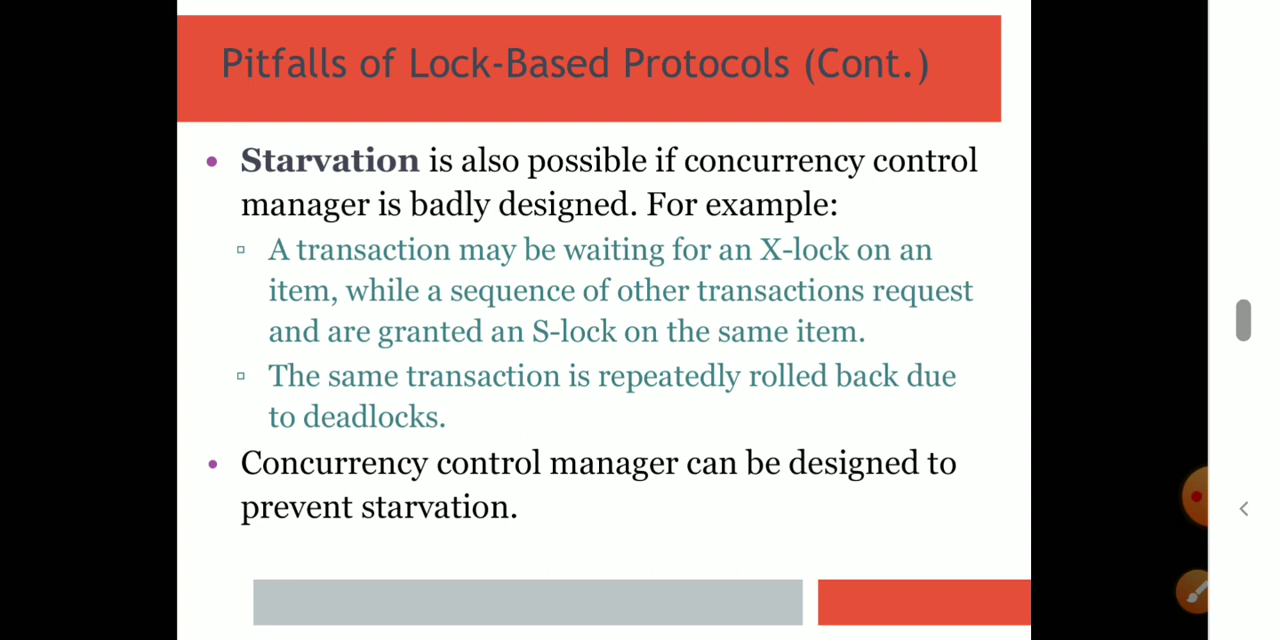 Pitfalls of Lock-Based Protocols (Cont.)
Starvation is also possible if concurrency control
manager is badly designed. For example:
A transaction may be waiting for an X-lock on an
item, while a sequence of other transactions request
and are granted an S-lock on the same item.
The same transaction is repeatedly rolled back due
to deadlocks.
Concurrency control manager can be designed to
prevent starvation.